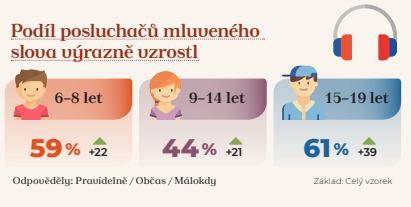 Podíl posluchačů mluveného
slova výrazně vzrostl
6–8 let
9–14 let
15–19 let
59 % +22
44 % +21
61 % +39
Odpověděly: Pravidelně / Občas / Málokdy
Základ: Celý vzorek